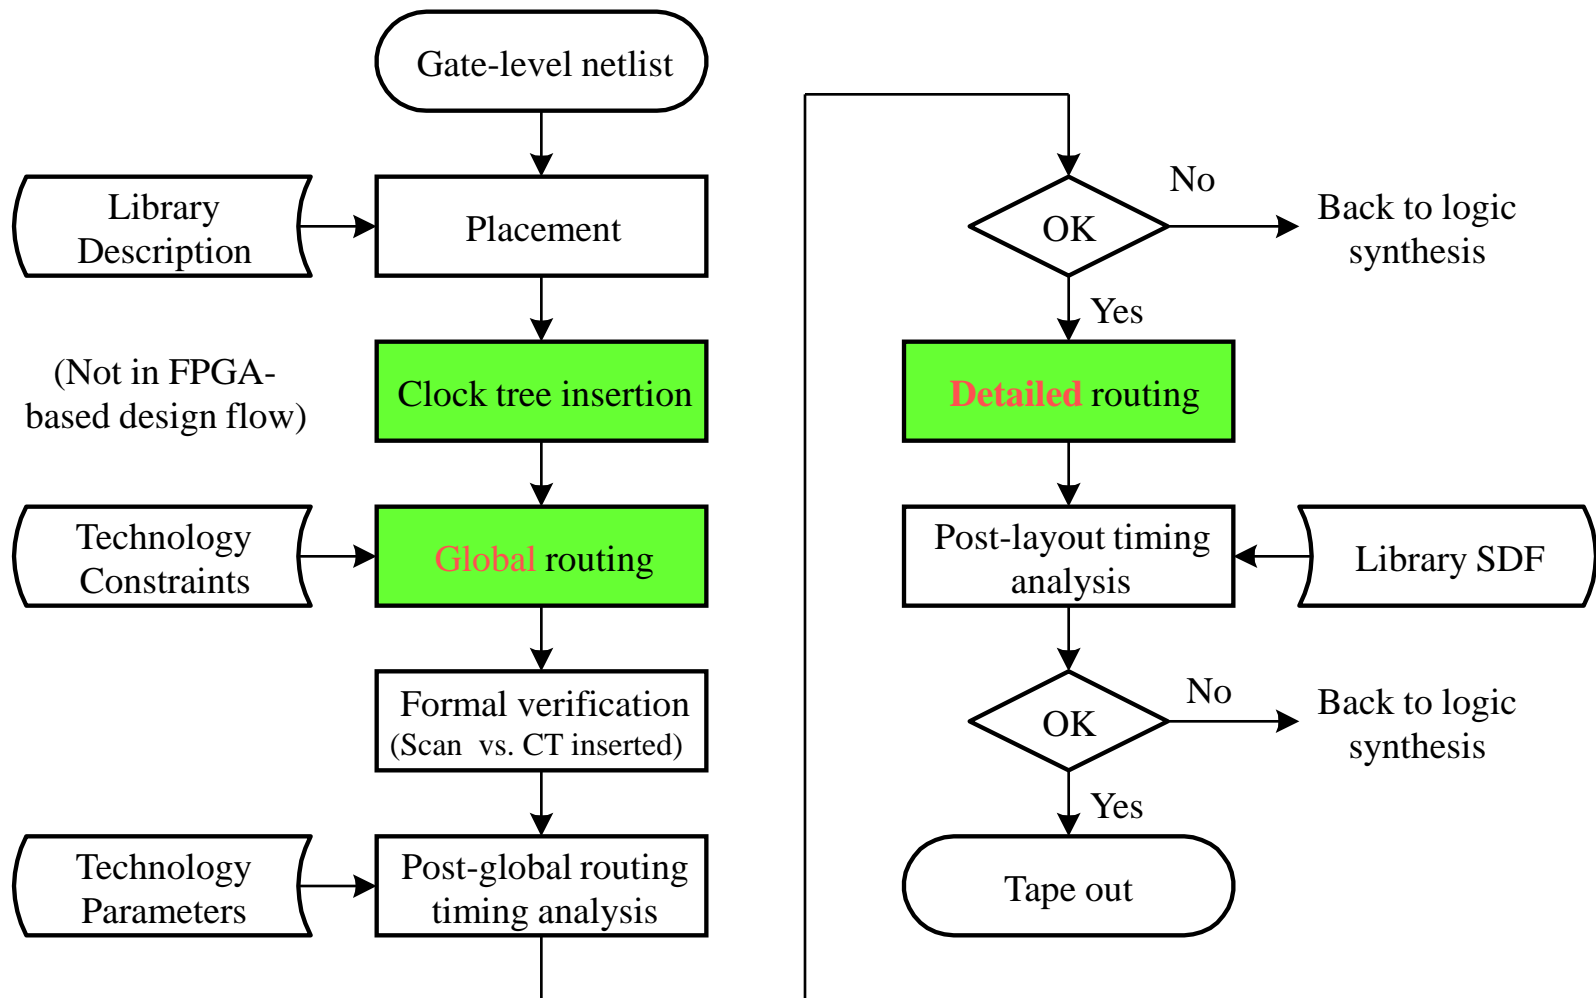 Gate-level netlist
Library
Description
Placement
(Not in FPGA-
based design flow)
Clock tree insertion
Technology
Constraints
Global routing
Formal verification
(Scan vs. CT inserted)
Technology
Parameters
Post-global routing
timing analysis
OK
No
Back to logic
synthesis
Yes
Detailed routing
Post-layout timing
analysis
Library SDF
OK
No
Back to logic
synthesis
Yes
Tape out